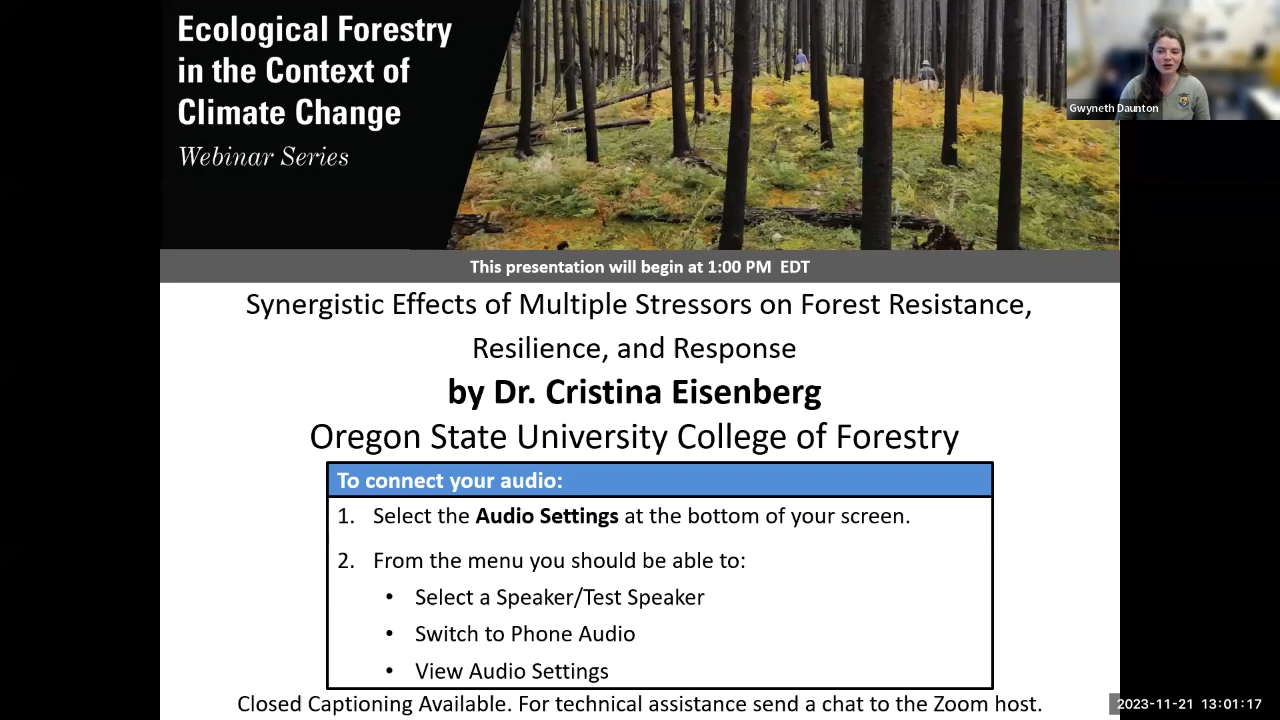 Ecological Forestry
in the Context of
Climate Change
Webinar Series
Gwyneth Daunton
This presentation will begin at 1:00 PM EDT
Synergistic Effects of Multiple Stressors on Forest Resistance,
Resilience, and Response
by Dr. Cristina Eisenberg
Oregon State University College of Forestry
To connect your audio:
1. Select the Audio Settings at the bottom of your screen.
2. From the menu you should be able to:
• Select a Speaker/Test Speaker
• Switch to Phone Audio
• View Audio Settings
Closed Captioning Available. For technical assistance send a chat to the Zoom host.
2023-11-21 13:01:17